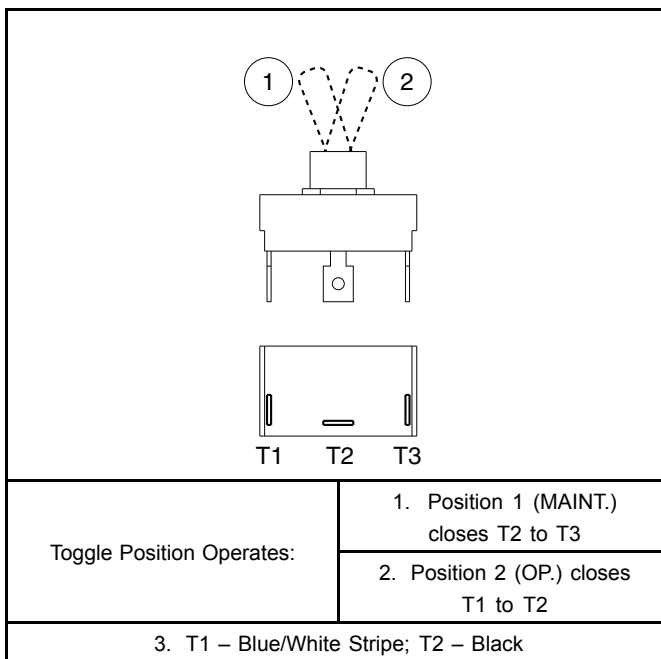 1 2
T1 T2 T3
Toggle Position Operates:
1. Position 1 (MAINT.)
closes T2 to T3
2. Position 2 (OP.) closes
T1 to T2
3. T1 – Blue/White Stripe; T2 – Black